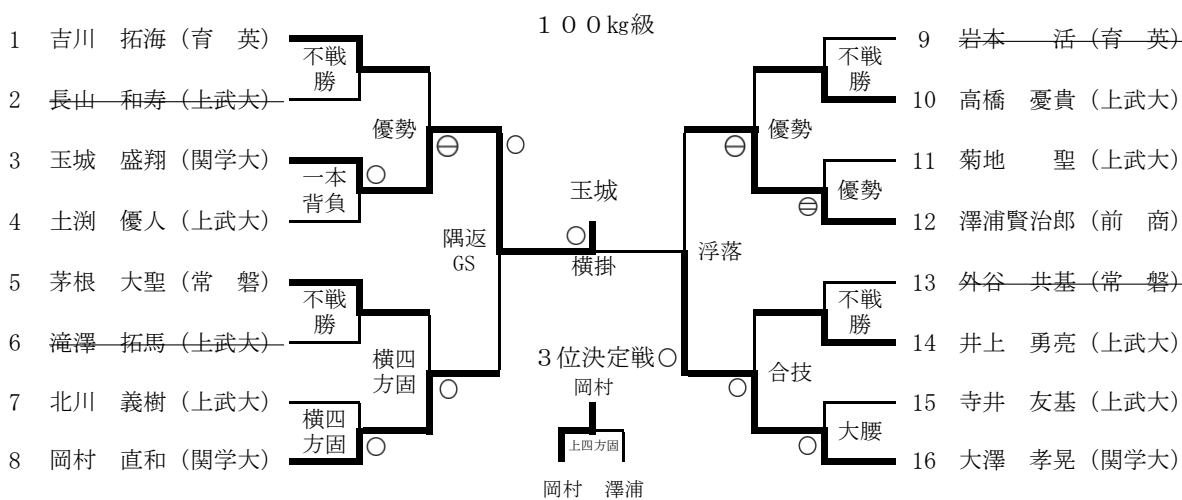 １００kg級
1 吉川 拓海（育 英）
不戦
勝
2 長山 和寿（上武大）
優勢
3 玉城 盛翔（関学大）
一本
背負
4 土渕 優人（上武大）
隅返
GS
5 茅根 大聖（常 磐）
不戦
勝
6 滝澤 拓馬（上武大）
横四
方固
7 北川 義樹（上武大）
横四
方固
8 岡村 直和（関学大）
玉城
横掛
３位決定戦
岡村
上四方固
岡村 澤浦
9 岩本 活（育 英）
不戦
勝
10 高橋 憂貴（上武大）
優勢
11 菊地 聖（上武大）
優勢
12 澤浦賢治郎（前 商）
浮落
13 外谷 共基（常 磐）
不戦
勝
14 井上 勇亮（上武大）
合技
15 寺井 友基（上武大）
大腰
16 大澤 孝晃（関学大）